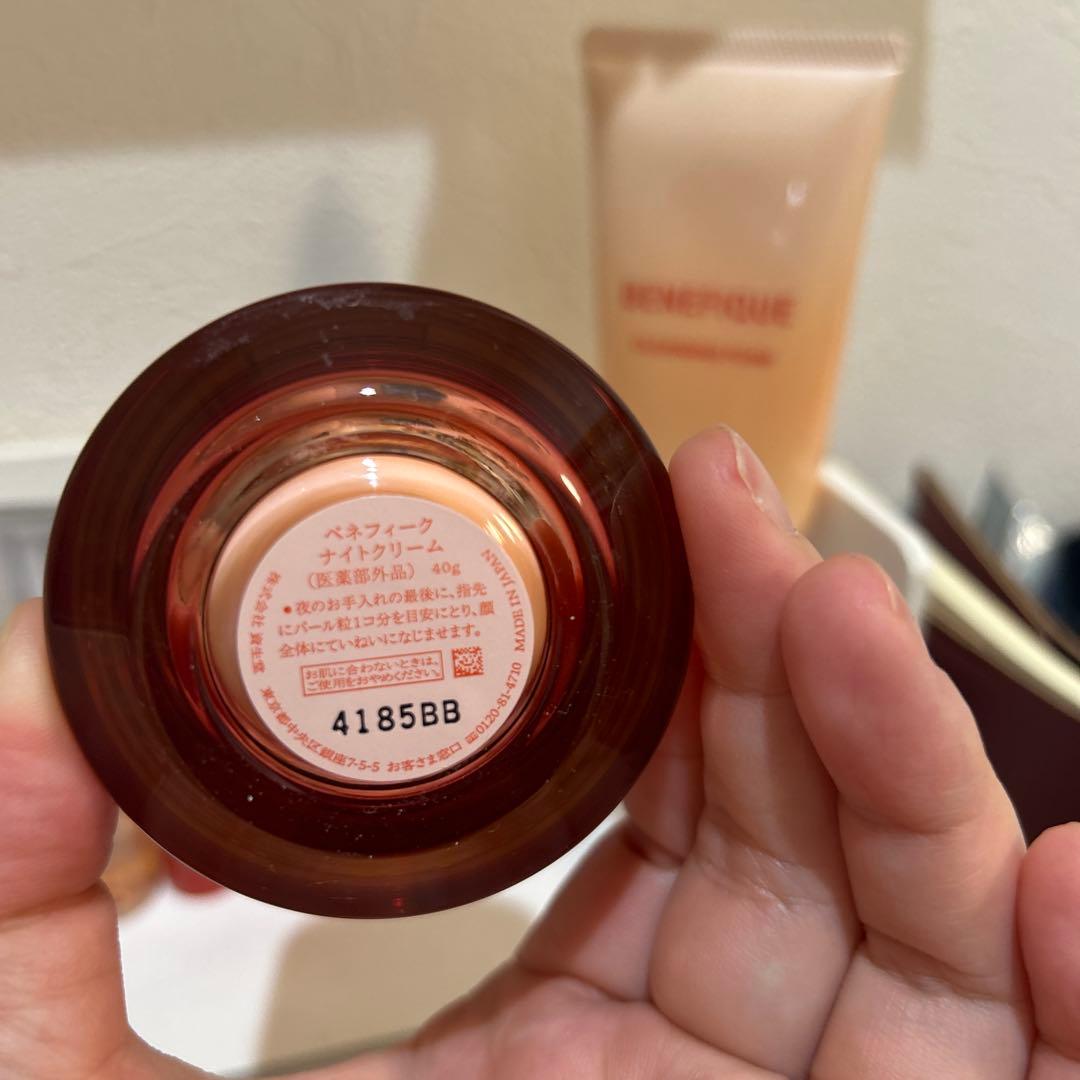 ベネフィーク
ナイトクリーム
(医薬部外品) 40g
●夜のお手入れの最後に、指先
にパール粒1コ分を目安にとり、顔
全体にていねいになじませます。
お肌に合わないときは、
ご使用をおやめください。
4185BB
株式会社 資生堂 東京都中央区銀座7-5-5 お客さま窓口 0120-81-4710 MADE IN JAPAN
BENEFIQUE